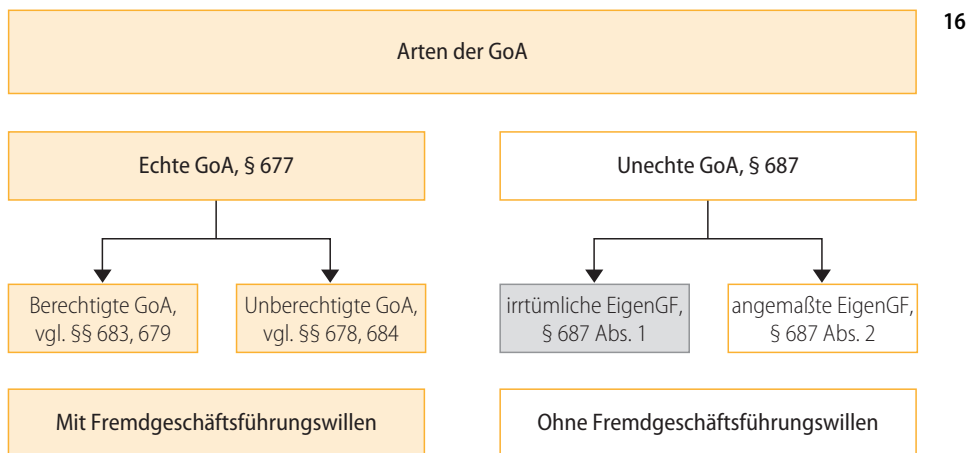 16
Arten der GoA
Echte GoA, § 677
Unechte GoA, § 687
Berechtigte GoA,
vgl. §§ 683, 679
Unberechtigte GoA,
vgl. §§ 678, 684
irrtümliche EigenGF,
§ 687 Abs. 1
angemaßte EigenGF,
§ 687 Abs. 2
Mit Fremdgeschäftsführungswillen
Ohne Fremdgeschäftsführungswillen